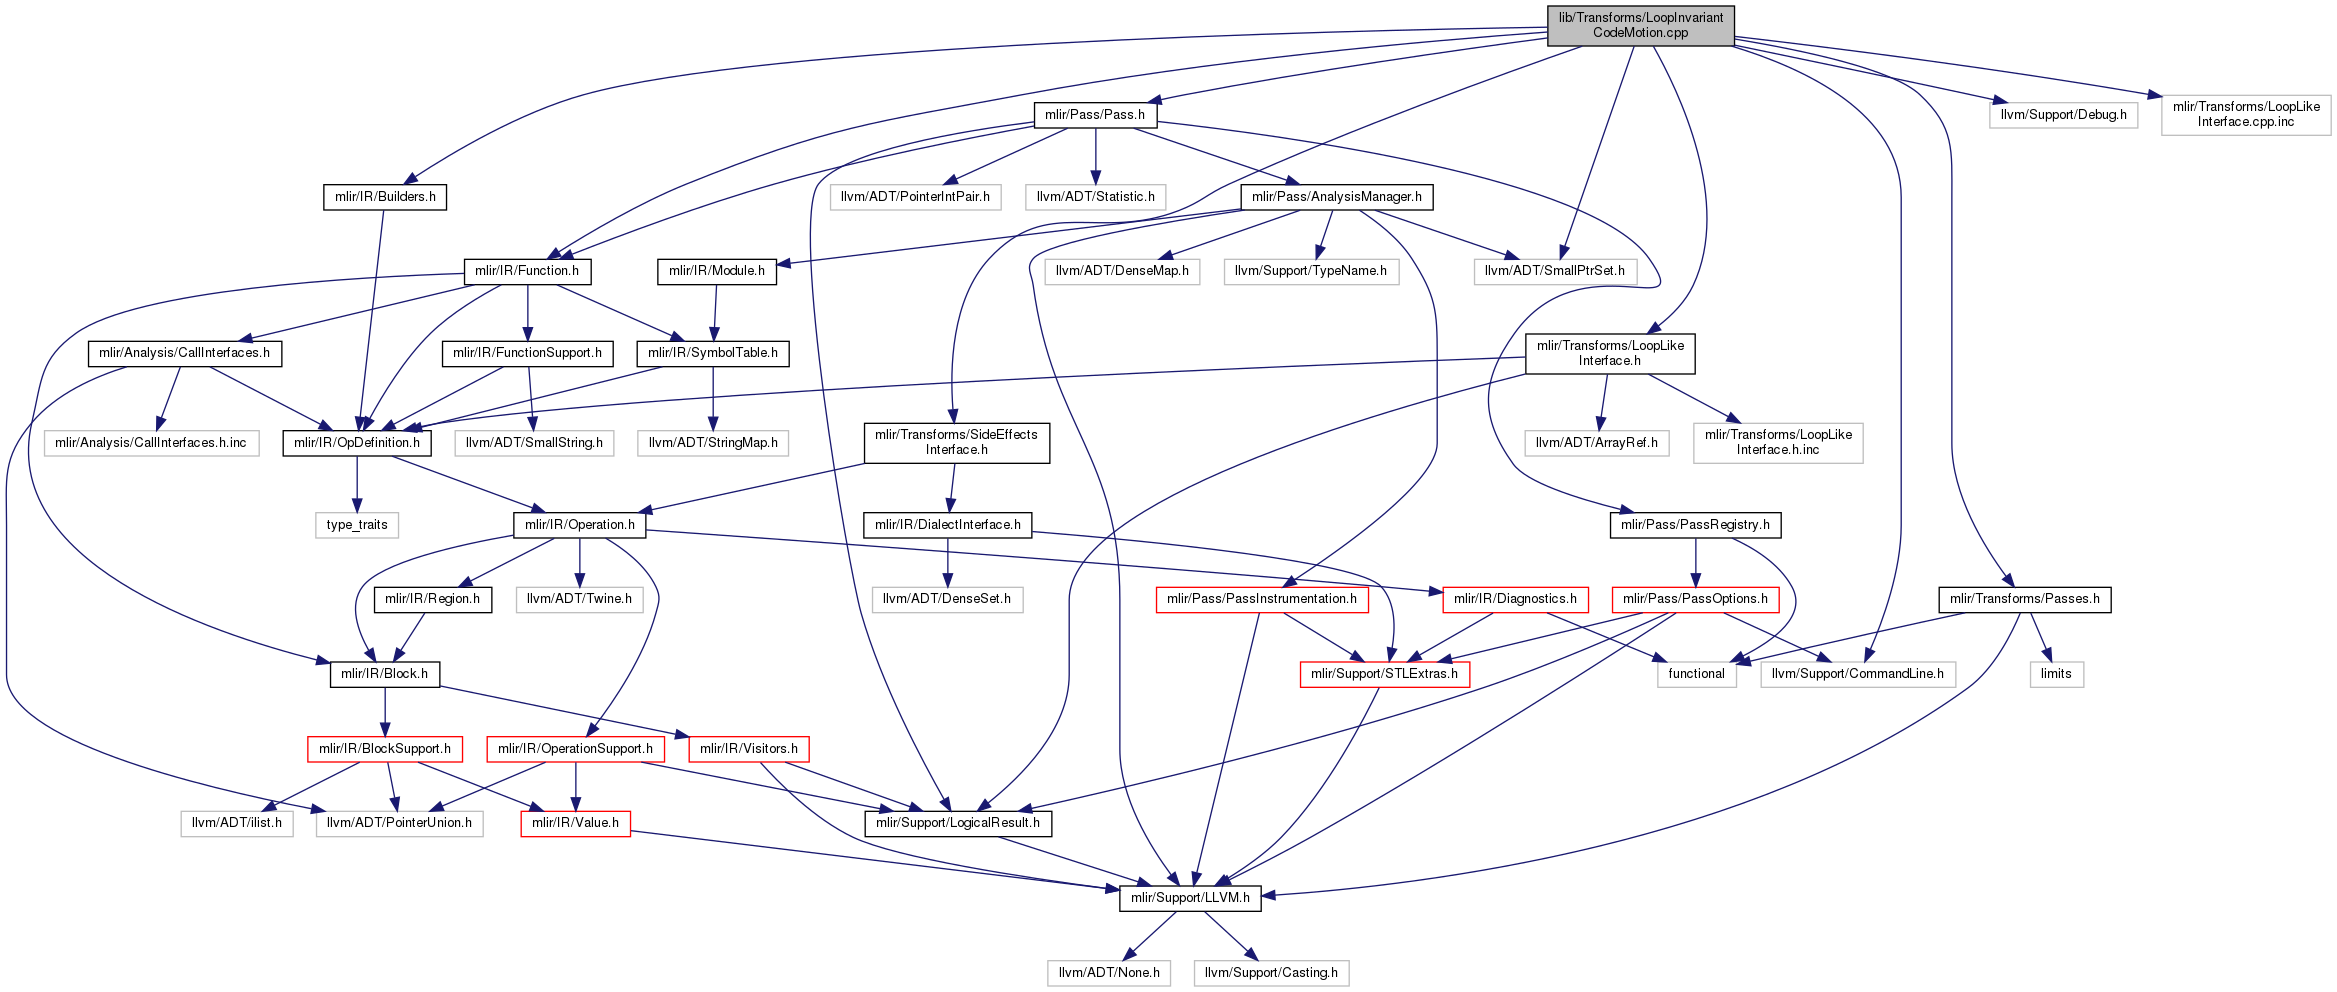 lib/Transforms/LoopInvariant
CodeMotion.cpp
mlir/Pass/Pass.h
llvm/Support/Debug.h
mlir/Transforms/LoopLike
Interface.cpp.inc
mlir/IR/Builders.h
llvm/ADT/PointerIntPair.h
llvm/ADT/Statistic.h
mlir/Pass/AnalysisManager.h
mlir/IR/Function.h
mlir/IR/Module.h
llvm/ADT/DenseMap.h
llvm/Support/TypeName.h
llvm/ADT/SmallPtrSet.h
mlir/Analysis/CallInterfaces.h
mlir/IR/FunctionSupport.h
mlir/IR/SymbolTable.h
mlir/Transforms/LoopLike
Interface.h
mlir/Analysis/CallInterfaces.h.inc
mlir/IR/OpDefinition.h
llvm/ADT/SmallString.h
llvm/ADT/StringMap.h
mlir/Transforms/SideEffects
Interface.h
llvm/ADT/ArrayRef.h
mlir/Transforms/LoopLike
Interface.h.inc
type_traits
mlir/IR/Operation.h
mlir/IR/DialectInterface.h
mlir/Pass/PassRegistry.h
mlir/IR/Region.h
llvm/ADT/Twine.h
llvm/ADT/DenseSet.h
mlir/Pass/PassInstrumentation.h
mlir/IR/Diagnostics.h
mlir/Pass/PassOptions.h
mlir/Transforms/Passes.h
mlir/IR/Block.h
mlir/Support/STLExtras.h
functional
llvm/Support/CommandLine.h
limits
mlir/IR/BlockSupport.h
mlir/IR/OperationSupport.h
mlir/IR/Visitors.h
llvm/ADT/ilist.h
llvm/ADT/PointerUnion.h
mlir/IR/Value.h
mlir/Support/LogicalResult.h
mlir/Support/LLVM.h
llvm/ADT/None.h
llvm/Support/Casting.h